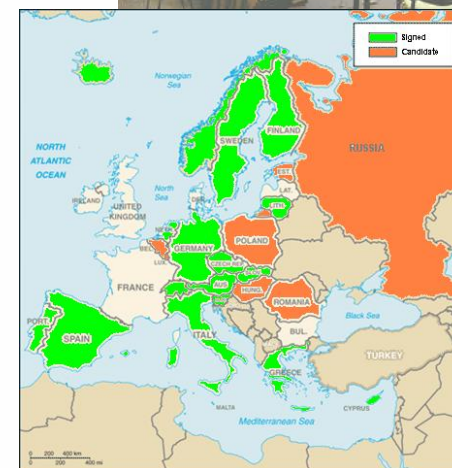 Signed
Candidate
Norwegian
Sea
NORTH
ATLANTIC
OCEAN
SWEDEN
FINLAND
RUSSIA
EST.
LAT.
LITH.
North
Sea
DEN.
IRELAND
UNITED
KINGDOM
NETH.
BEL.
LUX.
GERMANY
POLAND
CZECH REP.
FRANCE
AUS.
HUNG.
ROMANIA
BUL.
Black Sea
PORT.
SPAIN
ITALY
GREECE
TURKEY
MALTA
CYPRUS
Mediterranean Sea
0 200 400 km
0 200 400 mi